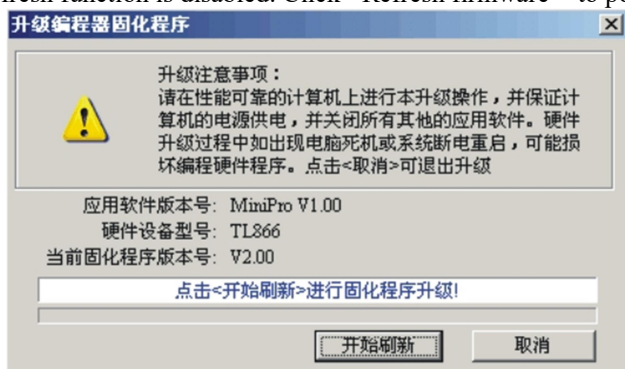 refresh function is disabled. Click
升级编程器固化程序
升级注意事项：
请在性能可靠的计算机上进行本升级操作，并保证计
算机的电源供电，并关闭所有其他的应用软件。硬件
升级过程中如出现电脑死机或系统断电重启，可能损
坏编程硬件程序。点击<取消>可退出升级
应用软件版本号: MiniPro V1.00
硬件设备型号: TL866
当前固化程序版本号: V2.00
点击<开始刷新>进行固化程序升级!
开始刷新 取消